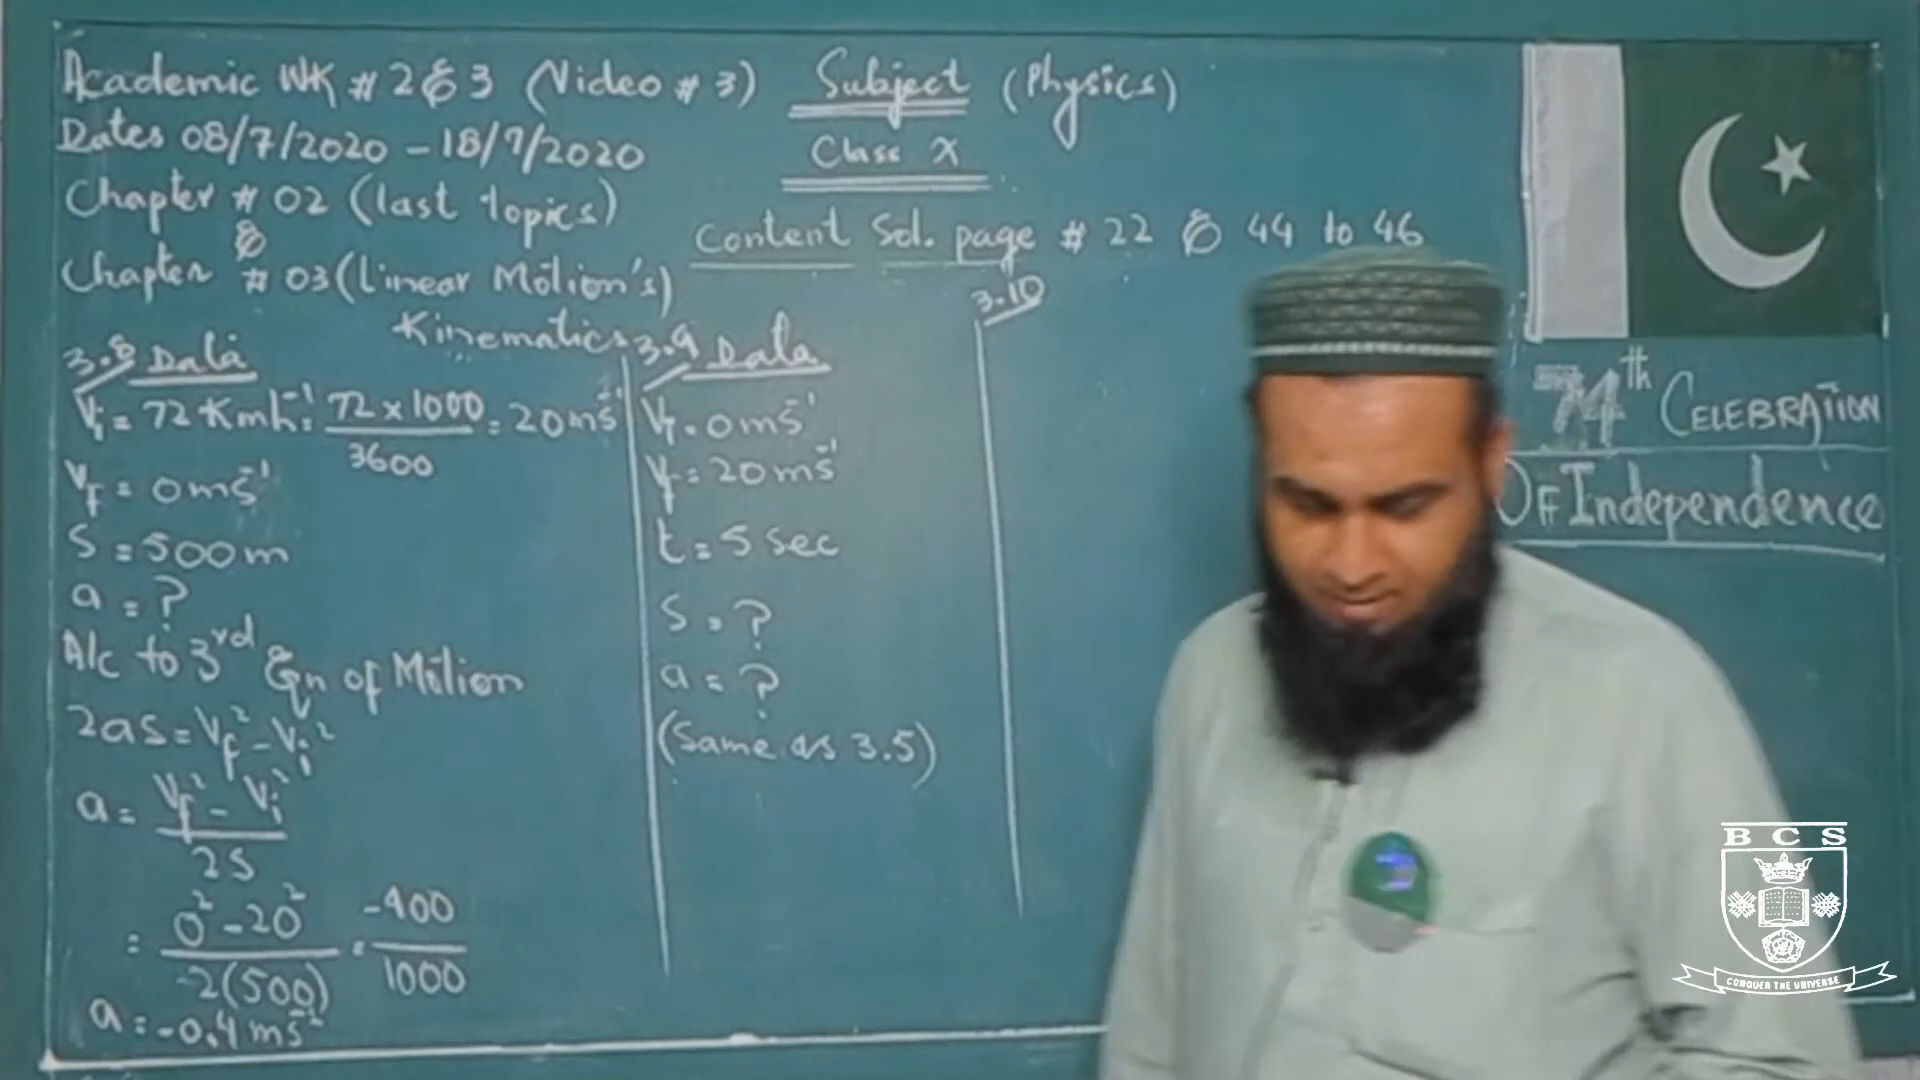 Academic WK # 2 & 3 (Video # 3)
Subject (Physics)
Dates 08/7/2020 - 18/7/2020
Class X
Chapter # 02 (last topics)
&
Content Sol. page # 22 & 44 to 46
Chapter # 03 (Linear Motion's)
Kinematics
3.8 Data
Vi = 72 Kmh⁻¹ = 72 x 1000 / 3600 = 20 ms⁻¹
Vf = 0 ms⁻¹
S = 500 m
a = ?
A/c to 3rd Eqn of Motion
2as = Vf² - Vi²
a = Vf² - Vi² / 2S
= 0² - 20² / -2(500) = -400 / 1000
a = -0.4 ms⁻²
3.9 Data
Vi = 0 ms⁻¹
Vf = 20 ms⁻¹
t = 5 sec
S = ?
a = ?
(Same as 3.5)
3.10
74th CELEBRATION
OF Independence
BCS
CONQUER THE UNIVERSE